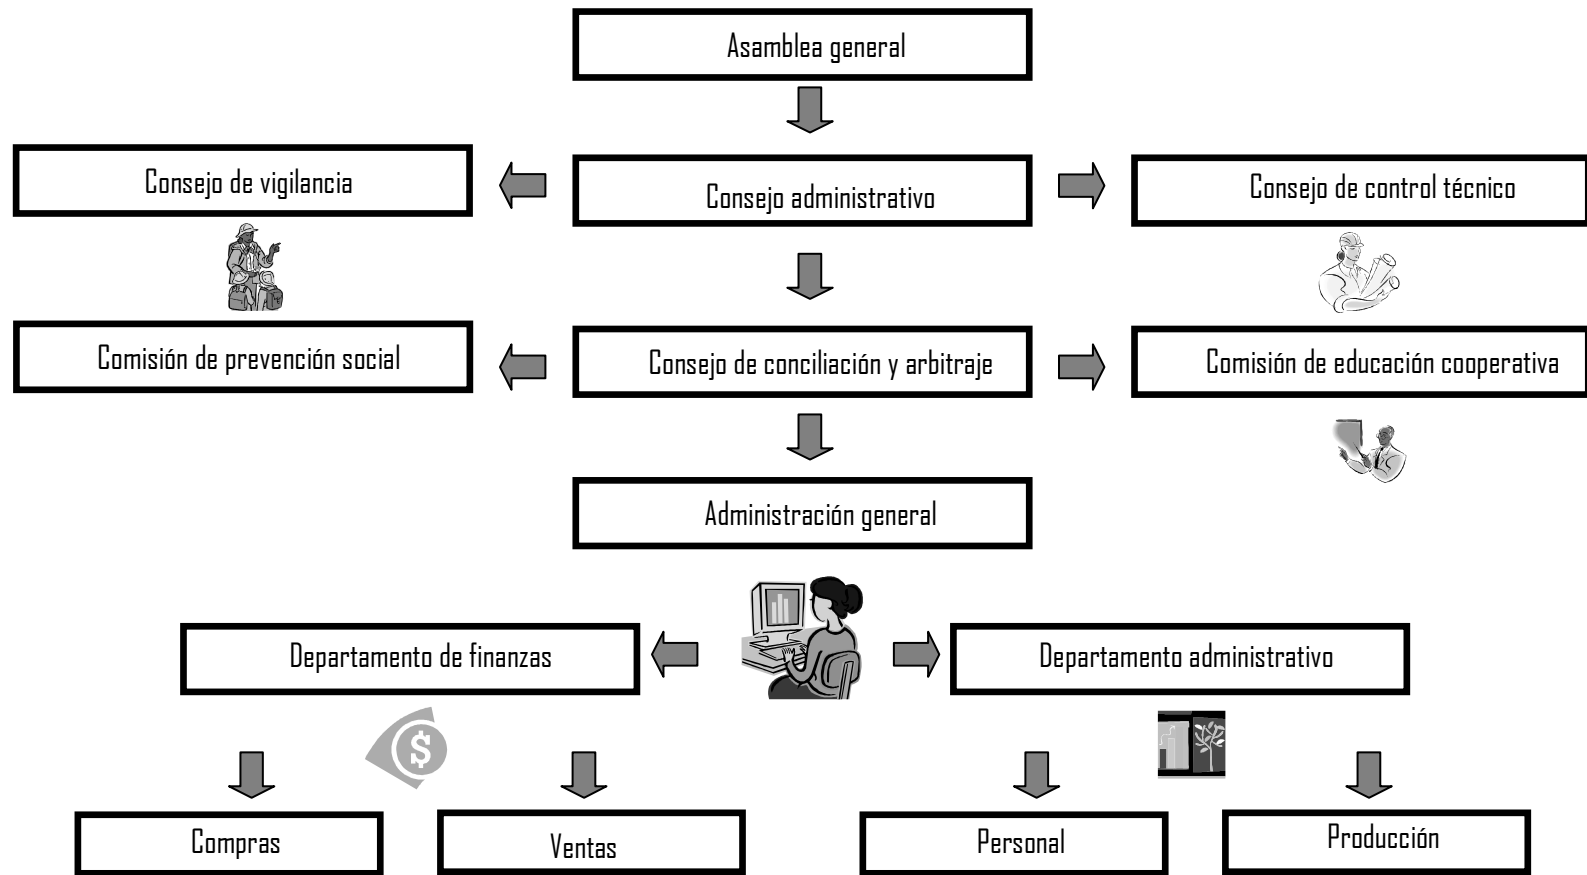 Asamblea general
Consejo de vigilancia
Consejo administrativo
Consejo de control técnico
Comisión de prevención social
Consejo de conciliación y arbitraje
Comisión de educación cooperativa
Administración general
Departamento de finanzas
Departamento administrativo
$
Compras
Ventas
Personal
Producción